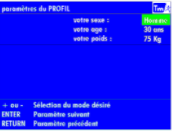 paramètres du PROFIL
votre sexe : Homme
votre age : 30 ans
votre poids : 75 Kg
+ ou - Sélection du mode désiré
ENTER Paramètre suivant
RETURN Paramètre précédent